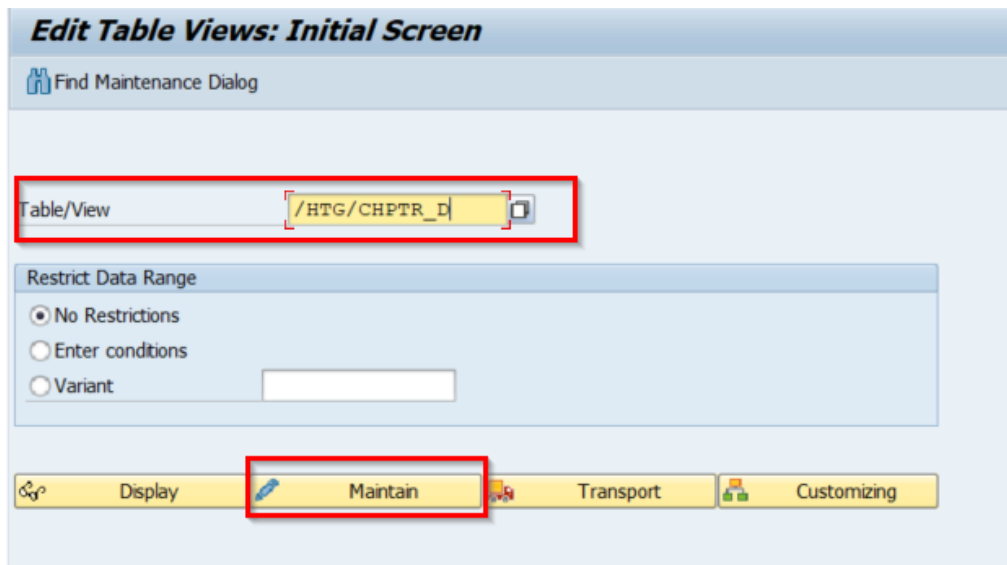 Edit Table Views: Initial Screen
Find Maintenance Dialog
Table/View /HTG/CHPTR_D
Restrict Data Range
No Restrictions
Enter conditions
Variant
Display Maintain Transport Customizing